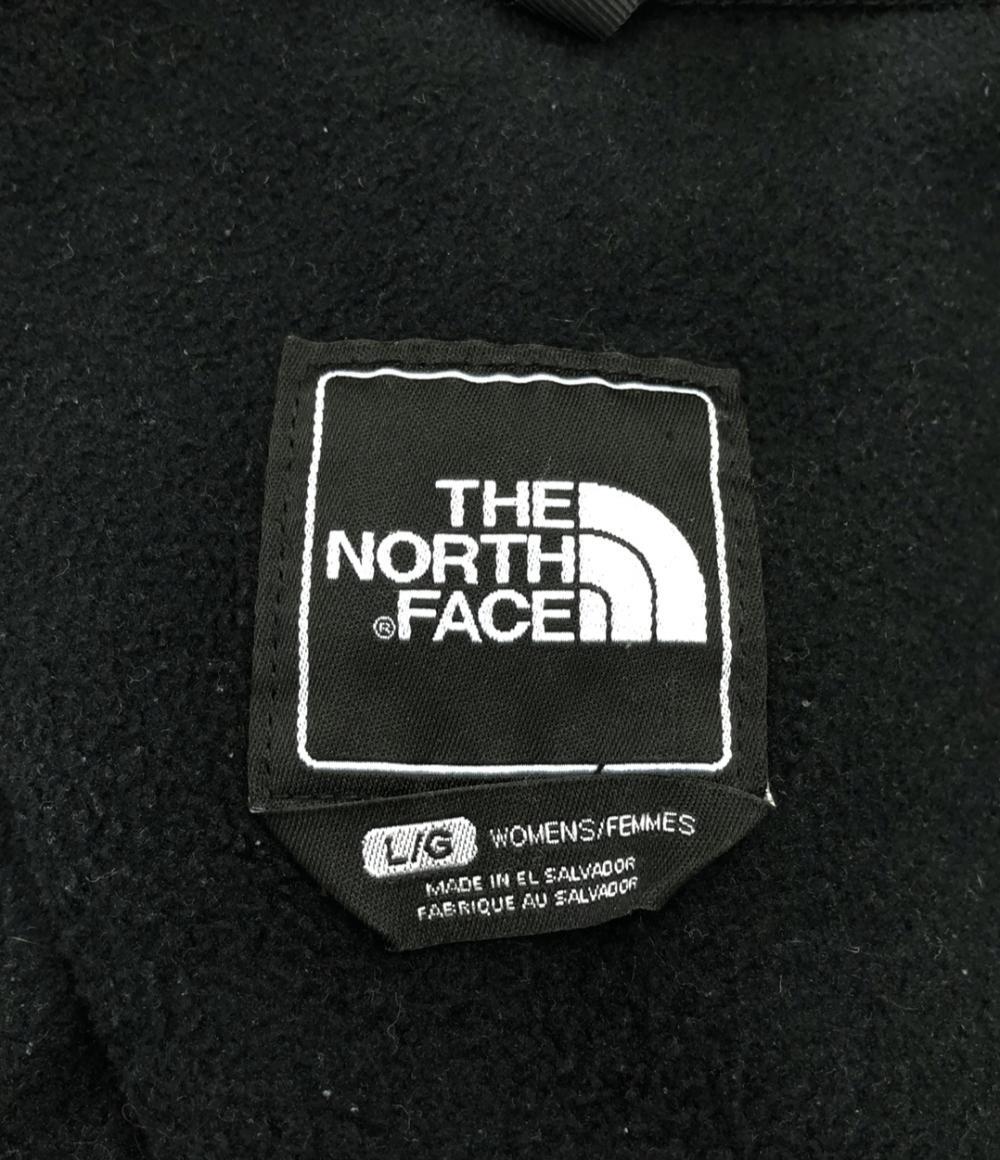 THE
NORTH
®FACE
L/G WOMENS/FEMMES
MADE IN EL SALVADOR
FABRIQUE AU SALVADOR